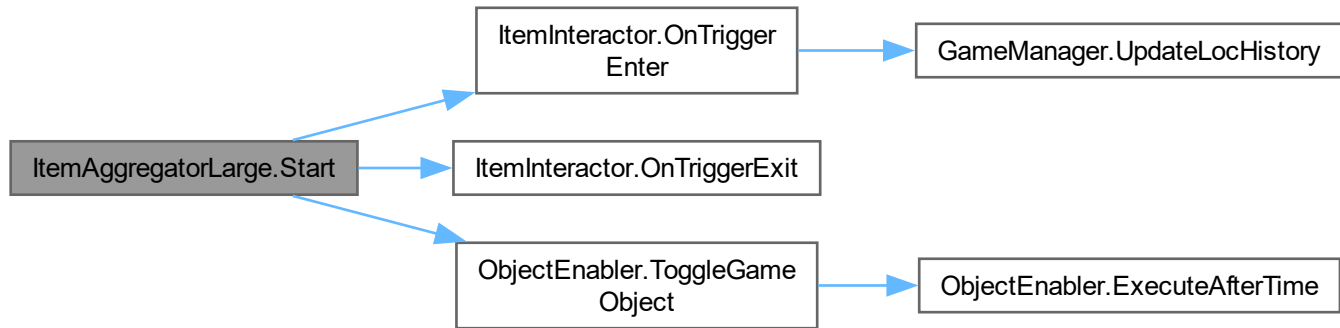 ItemInteractor.OnTrigger
Enter
GameManager.UpdateLocHistory
ItemAggregatorLarge.Start
ItemInteractor.OnTriggerExit
ObjectEnabler.ToggleGame
Object
ObjectEnabler.ExecuteAfterTime